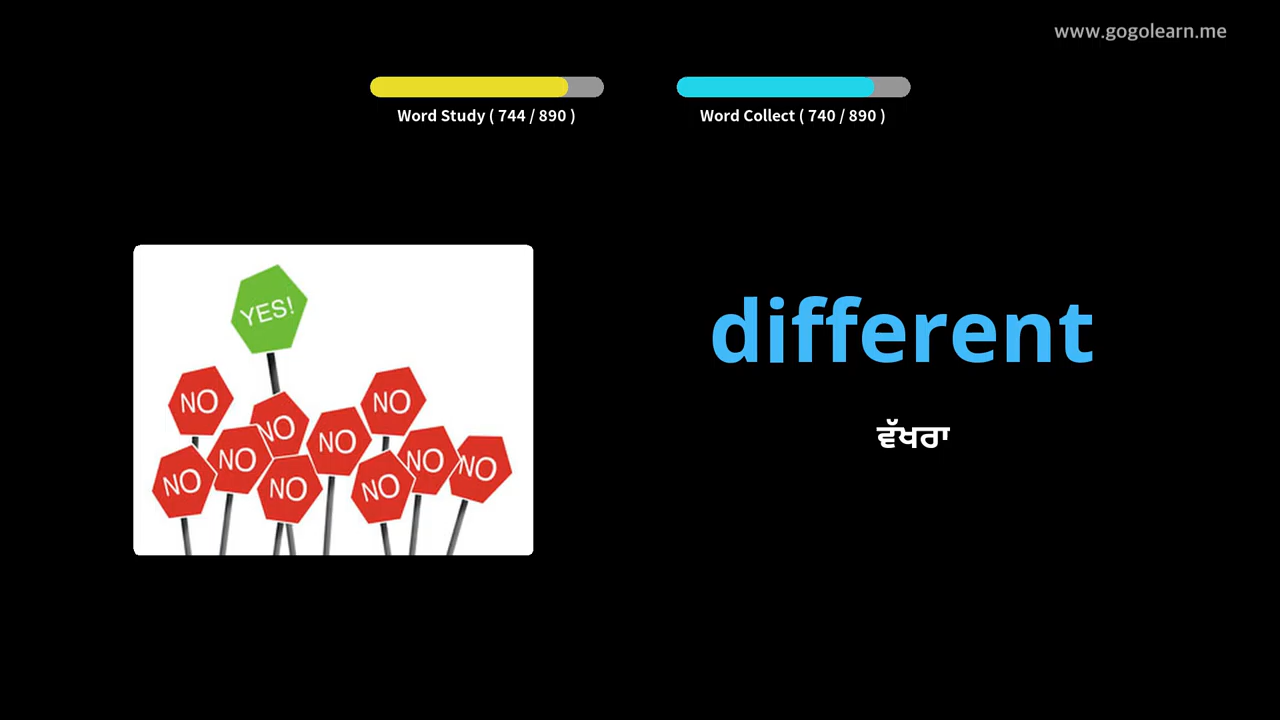 www.gogolearn.me
Word Study ( 744 / 890 )
Word Collect ( 740 / 890 )
YES!
NO
NO
NO
NO
NO
NO
NO
NO
NO
NO
different
ਵੱਖਰਾ